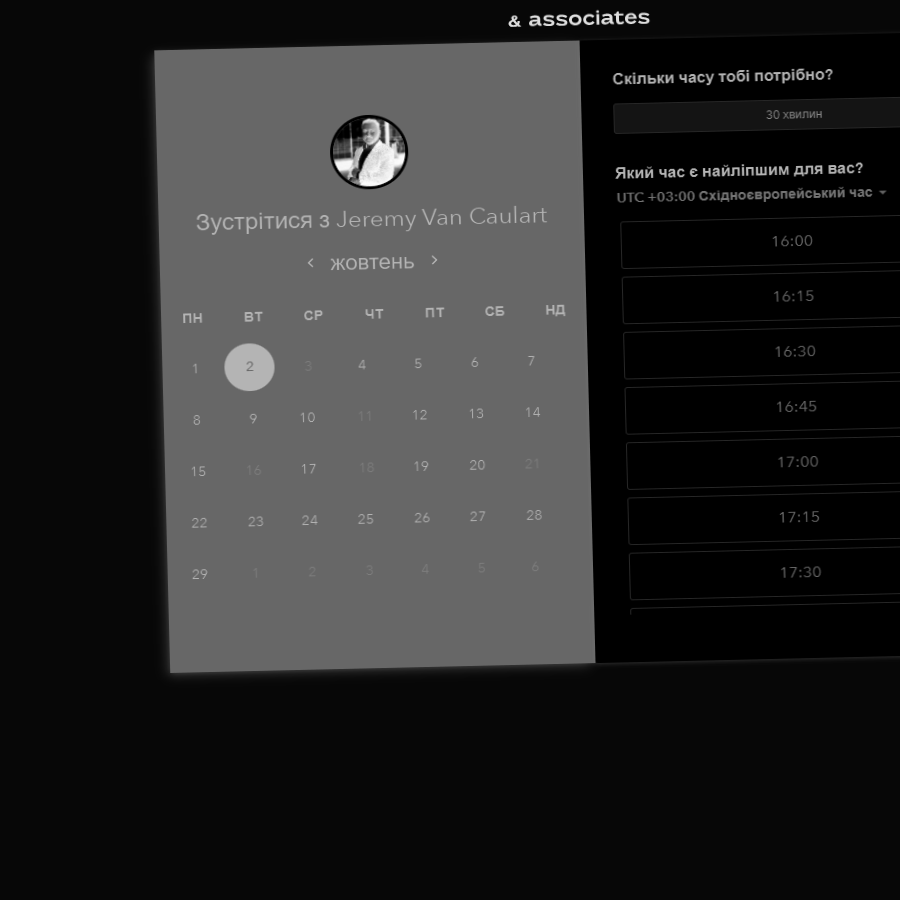 & associates
Зустрітися з Jeremy Van Caulart
жовтень
ПН ВТ СР ЧТ ПТ СБ НД
1 2 3 4 5 6 7
8 9 10 11 12 13 14
15 16 17 18 19 20 21
22 23 24 25 26 27 28
29 1 2 3 4 5 6
Скільки часу тобі потрібно?
30 хвилин
Який час є найліпшим для вас?
UTC +03:00 Східноєвропейський час
16:00
16:15
16:30
16:45
17:00
17:15
17:30